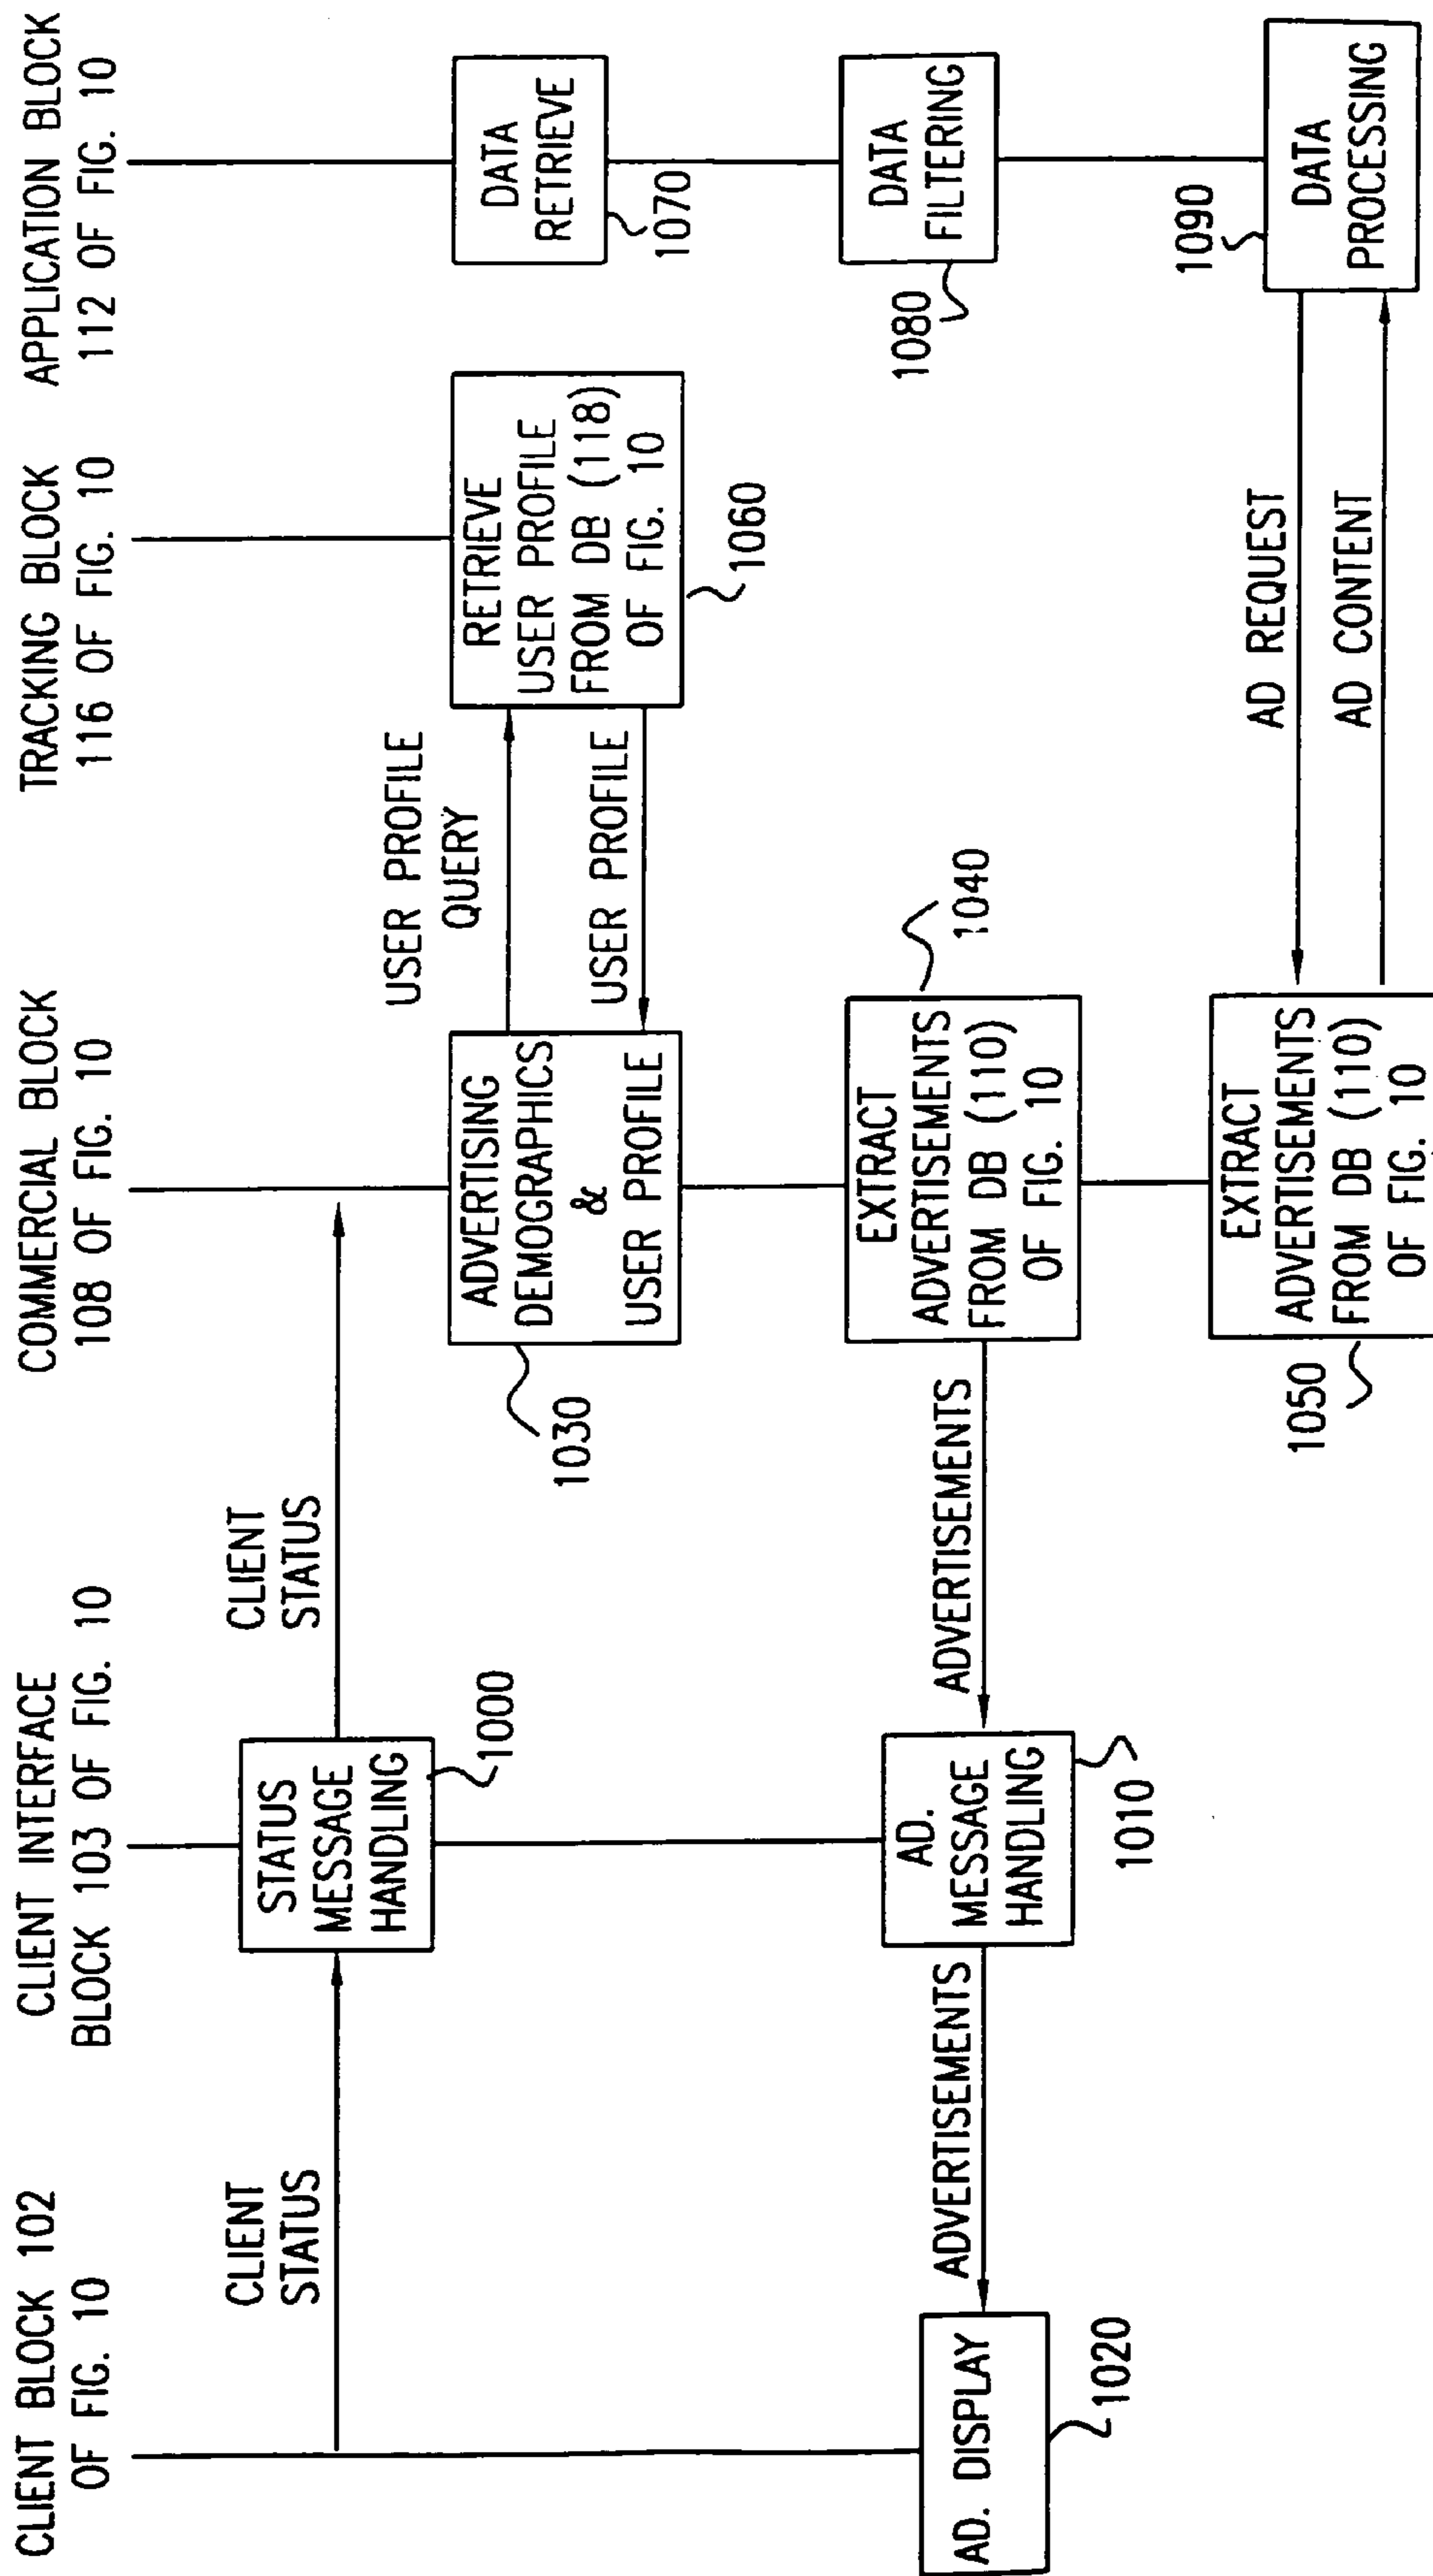 CLIENT BLOCK 102
OF FIG. 10
CLIENT INTERFACE
BLOCK 103 OF FIG. 10
COMMERCIAL BLOCK
108 OF FIG. 10
TRACKING BLOCK
116 OF FIG. 10
APPLICATION BLOCK
112 OF FIG. 10
CLIENT
STATUS
STATUS
MESSAGE
HANDLING
1000
CLIENT
STATUS
ADVERTISING
DEMOGRAPHICS
&
USER PROFILE
1030
USER PROFILE
QUERY
USER PROFILE
RETRIEVE
USER PROFILE
FROM DB (118)
OF FIG. 10
1060
DATA
RETRIEVE
1070
AD. DISPLAY
1020
ADVERTISEMENTS
AD.
MESSAGE
HANDLING
1010
ADVERTISEMENTS
EXTRACT
ADVERTISEMENTS
FROM DB (110)
OF FIG. 10
1040
DATA
FILTERING
1080
EXTRACT
ADVERTISEMENTS
FROM DB (110)
OF FIG. 10
1050
AD REQUEST
AD CONTENT
DATA
PROCESSING
1090